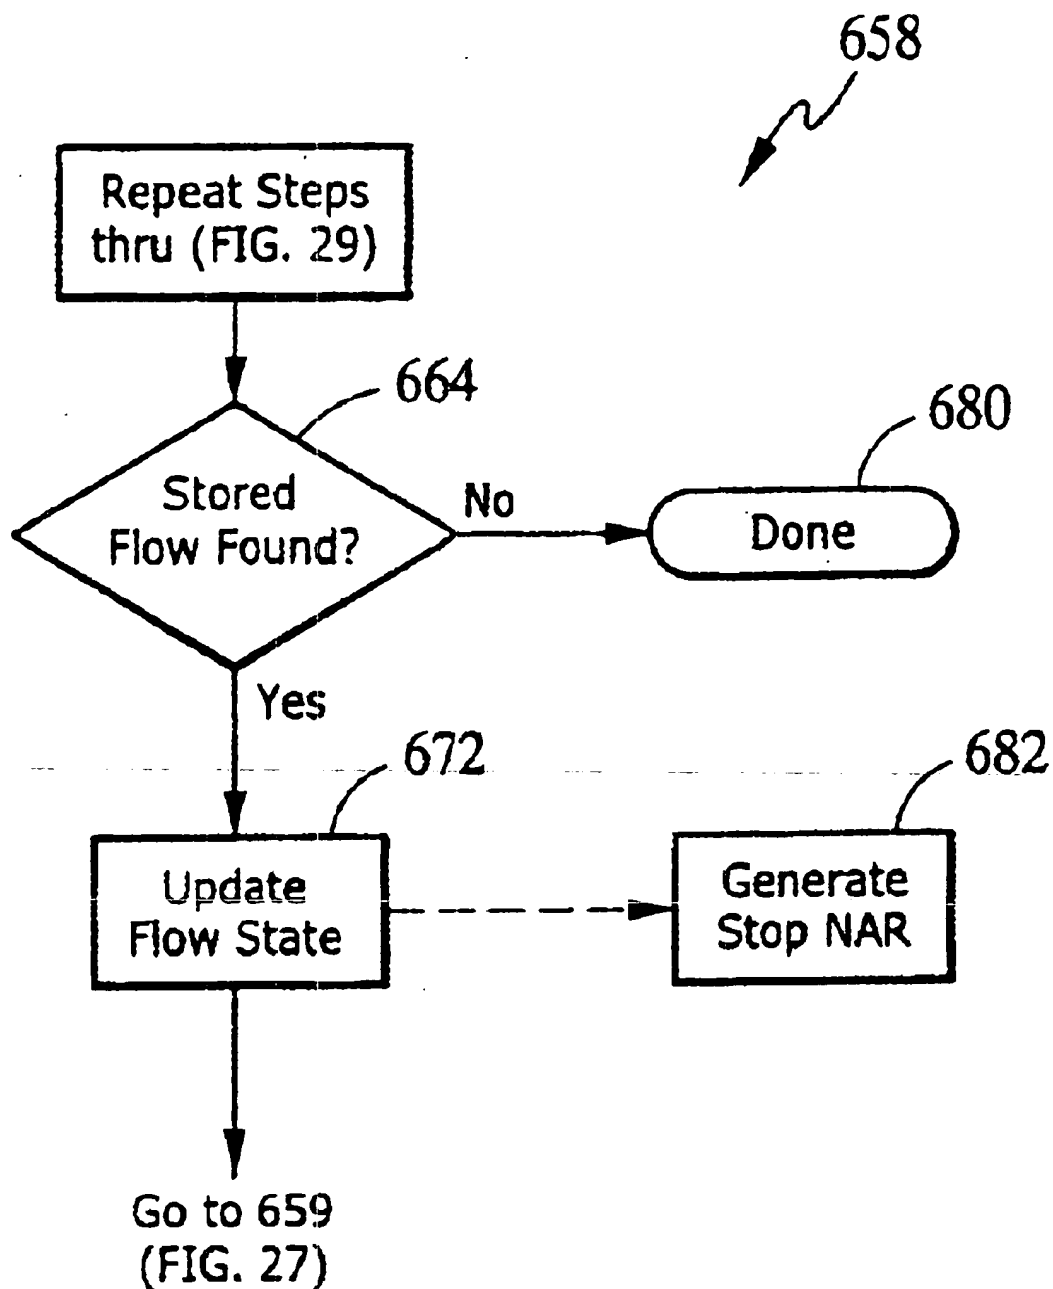 658
Repeat Steps
thru (FIG. 29)
664
680
Stored
Flow Found?
No
Done
Yes
672
682
Update
Flow State
Generate
Stop NAR
Go to 659
(FIG. 27)